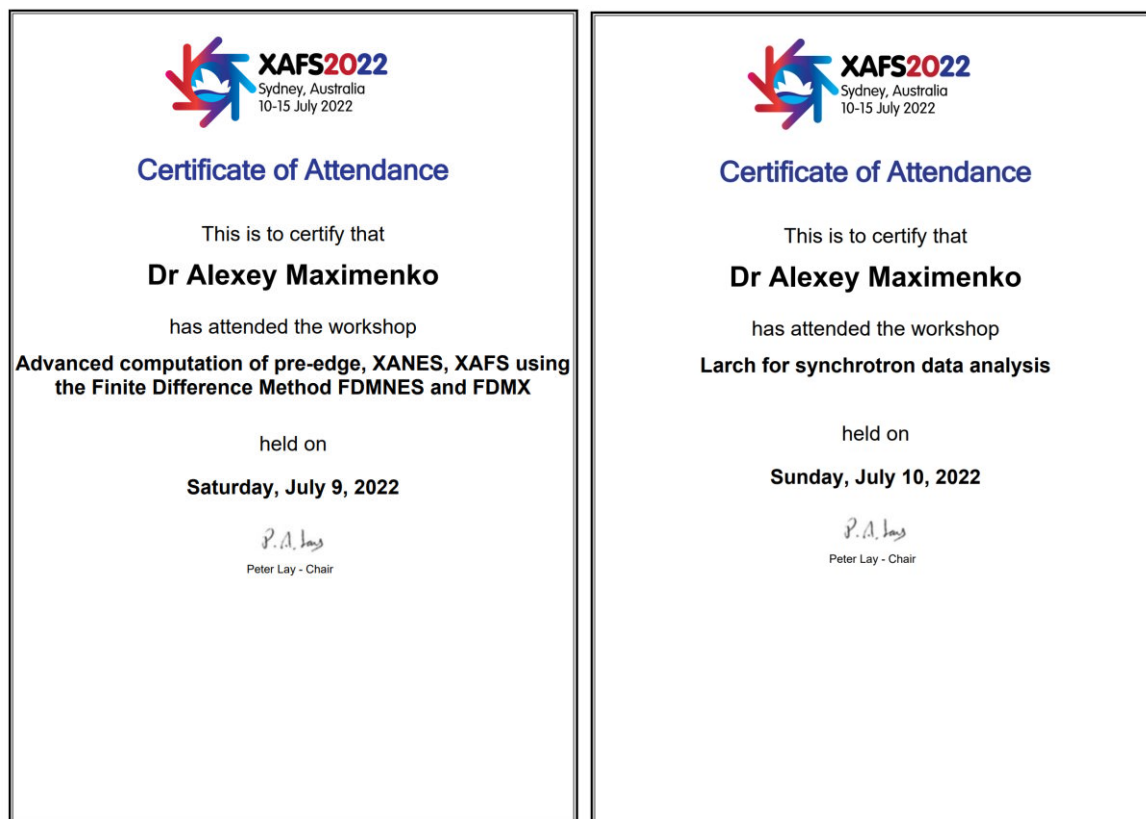 XAFS2022
Sydney, Australia
10-15 July 2022
Certificate of Attendance
This is to certify that
Dr Alexey Maximenko
has attended the workshop
Advanced computation of pre-edge, XANES, XAFS using
the Finite Difference Method FDMNES and FDMX
held on
Saturday, July 9, 2022
P.A. Lay
Peter Lay - Chair
XAFS2022
Sydney, Australia
10-15 July 2022
Certificate of Attendance
This is to certify that
Dr Alexey Maximenko
has attended the workshop
Larch for synchrotron data analysis
held on
Sunday, July 10, 2022
P.A. Lay
Peter Lay - Chair